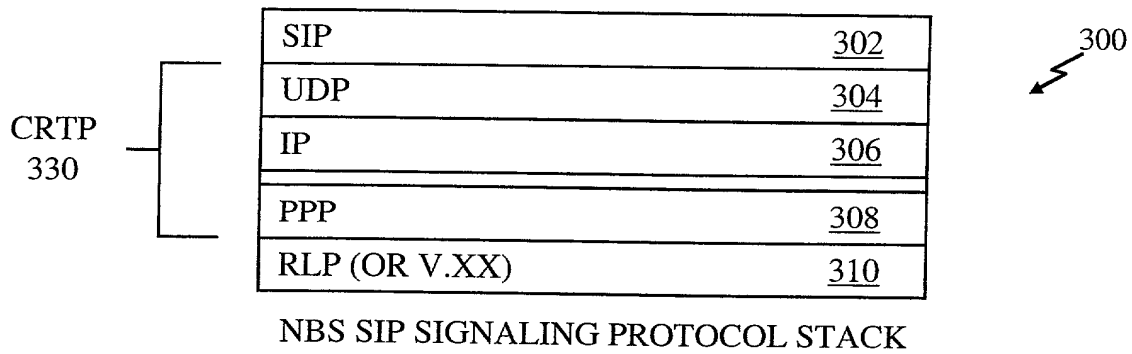 SIP 302
300
UDP 304
CRTP
330
IP 306
PPP 308
RLP (OR V.XX) 310
NBS SIP SIGNALING PROTOCOL STACK